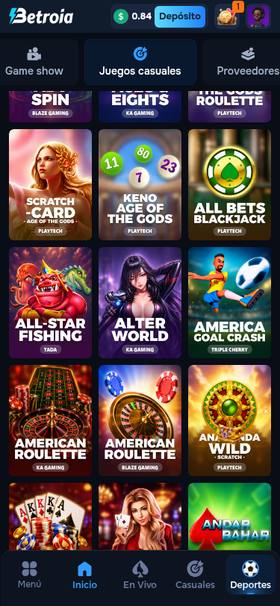 Betroia
$ 0.84 Depósito
1
Game show
Juegos casuales
Proveedores
SPIN
BLAZE GAMING
EIGHTS
KA GAMING
THE GODS
ROULETTE
PLAYTECH
SCRATCH
-CARD
- AGE OF THE GODS -
PLAYTECH
11
80
23
7
KENO
AGE OF
THE GODS
PLAYTECH
ALL BETS
BLACKJACK
PLAYTECH
ALL-STAR
FISHING
TADA
ALTER
WORLD
KA GAMING
AMERICA
GOAL CRASH
TRIPLE CHERRY
AMERICAN
ROULETTE
KA GAMING
AMERICAN
ROULETTE
BLAZE GAMING
WILD
- SCRATCH -
PLAYTECH
A K A K A
ANDAR
BAHAR
Menú
Inicio
En Vivo
Casuales
Deportes